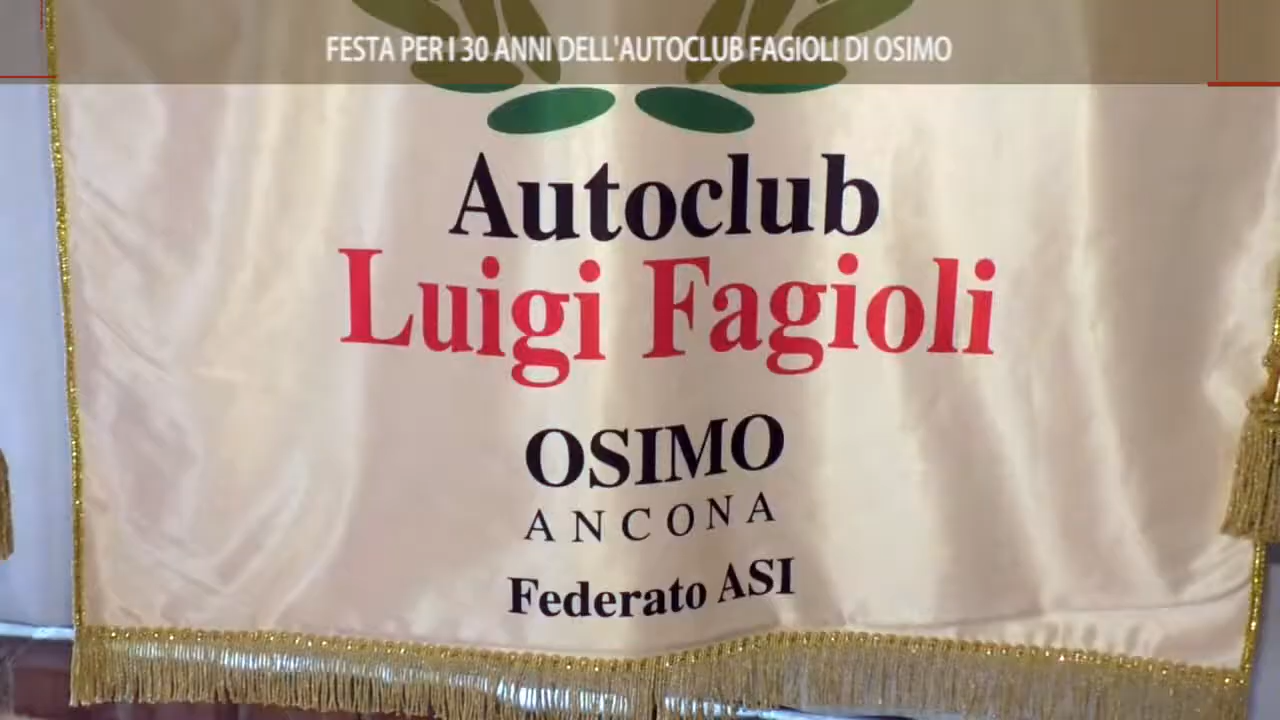 FESTA PER I 30 ANNI DELL'AUTOCLUB FAGIOLI DI OSIMO
Autoclub
Luigi Fagioli
OSIMO
ANCONA
Federato ASI